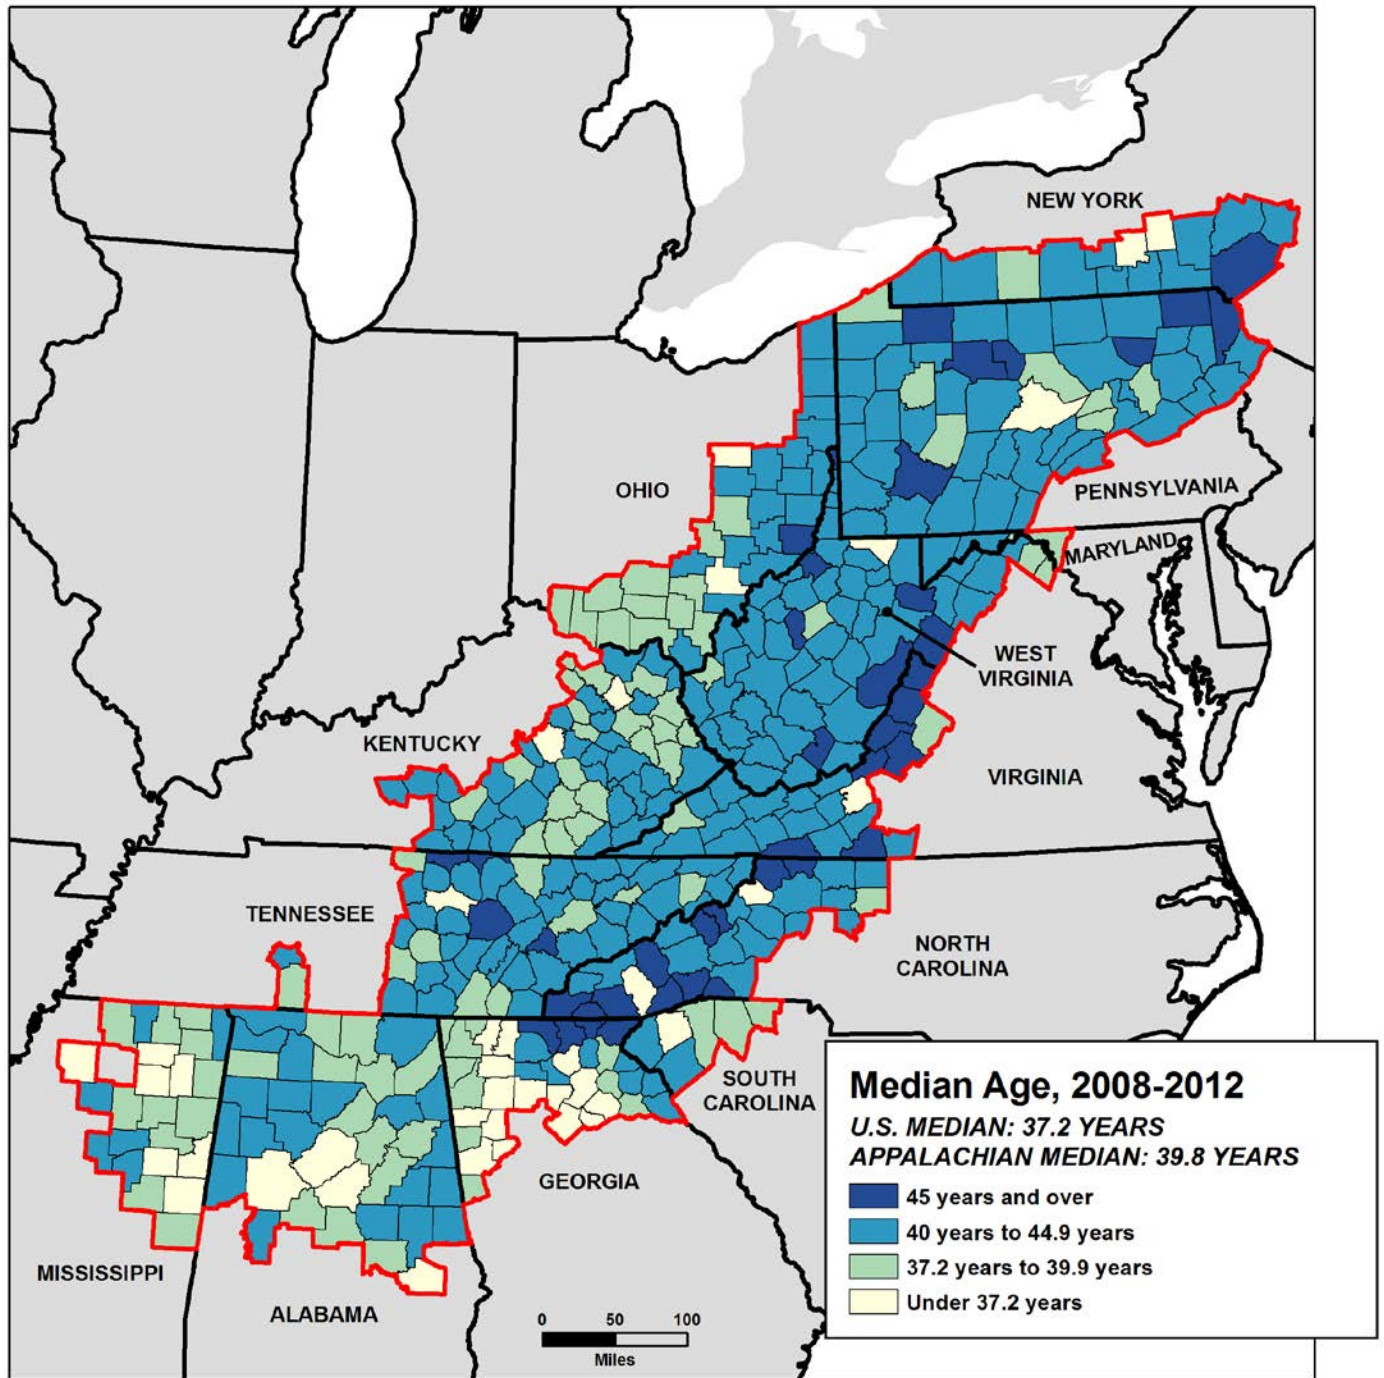 NEW YORK
OHIO
PENNSYLVANIA
MARYLAND
WEST
VIRGINIA
KENTUCKY
VIRGINIA
TENNESSEE
NORTH
CAROLINA
SOUTH
CAROLINA
GEORGIA
MISSISSIPPI
ALABAMA
0 50 100
Miles
Median Age, 2008-2012
U.S. MEDIAN: 37.2 YEARS
APPALACHIAN MEDIAN: 39.8 YEARS
45 years and over
40 years to 44.9 years
37.2 years to 39.9 years
Under 37.2 years